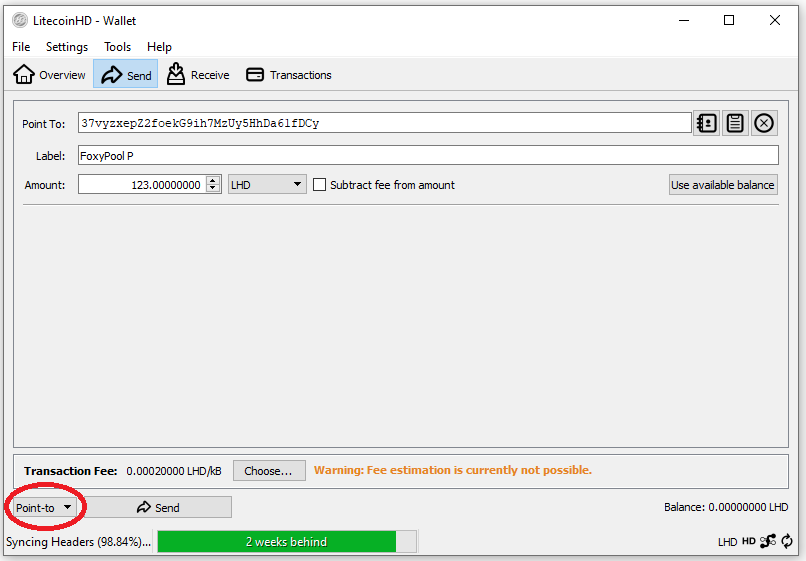 LitecoinHD - Wallet
File Settings Tools Help
Overview Send Receive Transactions
Point To: 37vyzxepZ2foekG9ih7MzUy5HhDa6lfDCy
Label: FoxyPool P
Amount: 123.00000000 LHD Subtract fee from amount Use available balance
Transaction Fee: 0.00020000 LHD/kB Choose... Warning: Fee estimation is currently not possible.
Point-to Send Balance: 0.00000000 LHD
Syncing Headers (98.84%)... 2 weeks behind LHD HD